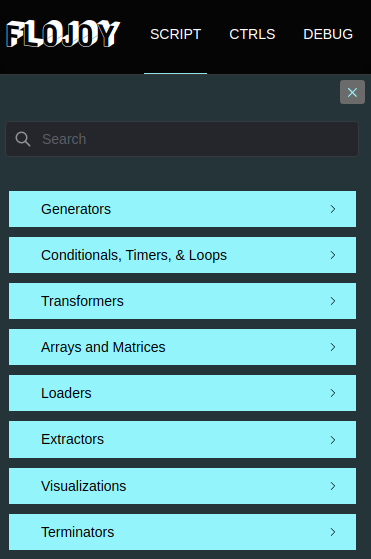 FLOJOY SCRIPT CTRLS DEBUG
Search
Generators
Conditionals, Timers, & Loops
Transformers
Arrays and Matrices
Loaders
Extractors
Visualizations
Terminators